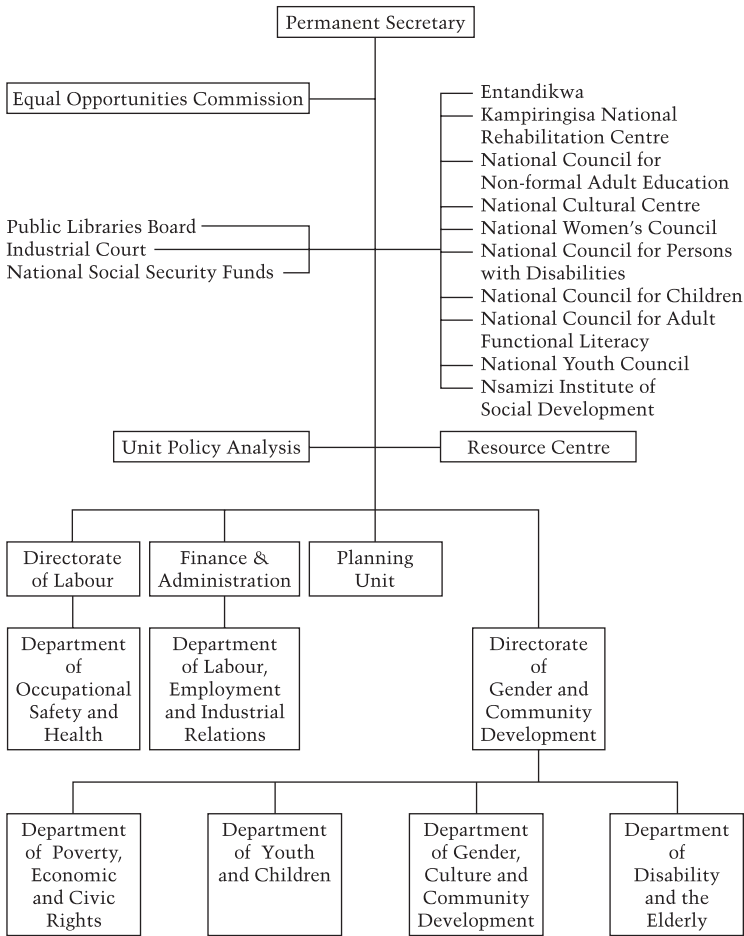 Permanent Secretary
Equal Opportunities Commission
Entandikwa
Kampiringisa National
Rehabilitation Centre
National Council for
Non-formal Adult Education
National Cultural Centre
National Women's Council
National Council for Persons
with Disabilities
National Council for Children
National Council for Adult
Functional Literacy
National Youth Council
Nsamizi Institute of
Social Development
Public Libraries Board
Industrial Court
National Social Security Funds
Unit Policy Analysis
Resource Centre
Directorate
of Labour
Finance &
Administration
Planning
Unit
Department
of
Occupational
Safety and
Health
Department
of Labour,
Employment
and Industrial
Relations
Directorate
of
Gender and
Community
Development
Department
of Poverty,
Economic
and Civic
Rights
Department
of Youth
and Children
Department
of Gender,
Culture and
Community
Development
Department
of
Disability
and the
Elderly